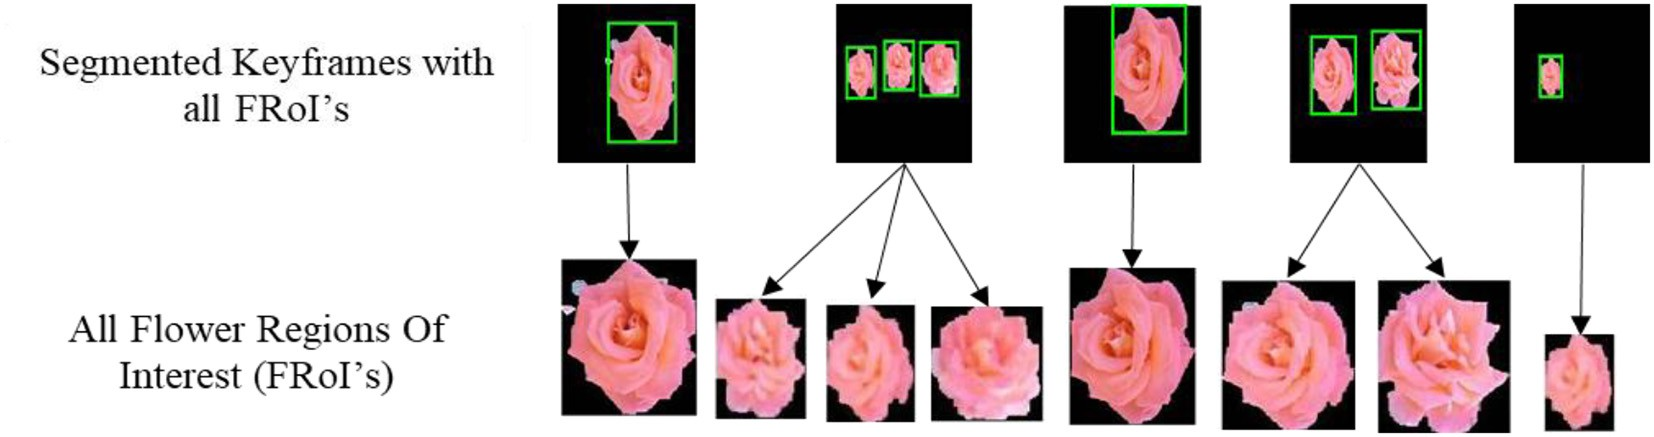 Segmented Keyframes with
all FRoI’s
All Flower Regions Of
Interest (FRoI’s)